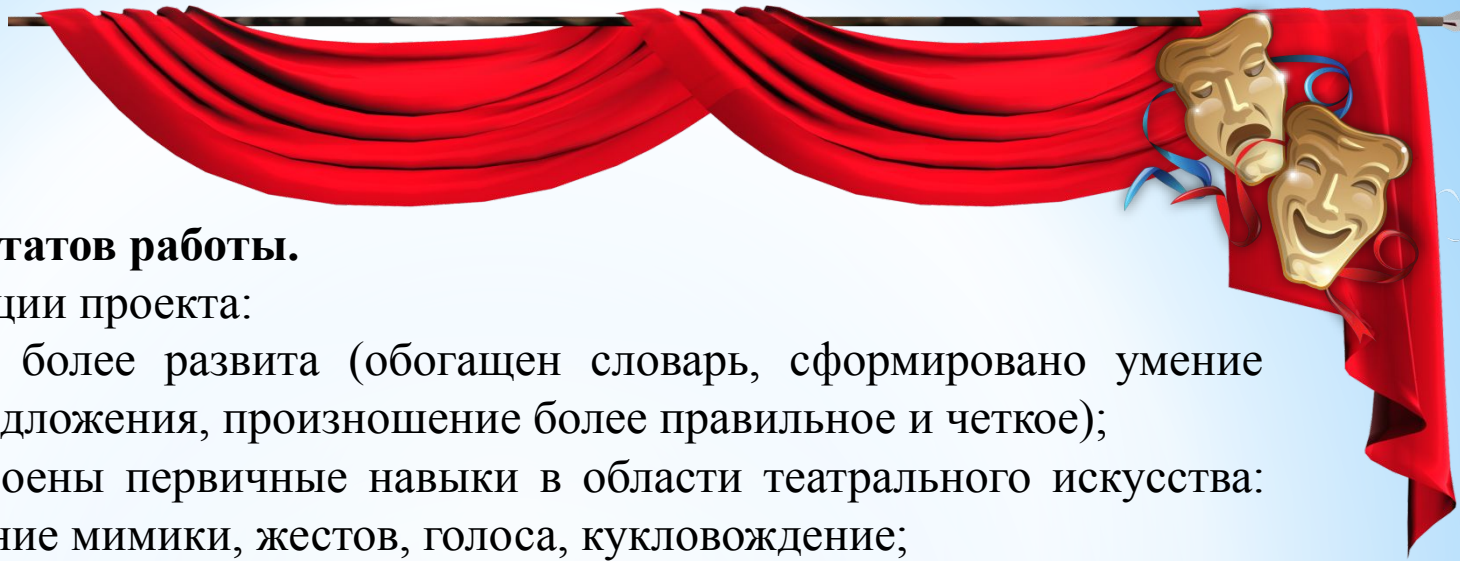 татов работы.
ции проекта:
более развита (обогащен словарь, сформировано умение
дложения, произношение более правильное и четкое);
оены первичные навыки в области театрального искусства:
ние мимики, жестов, голоса, кукловождение;